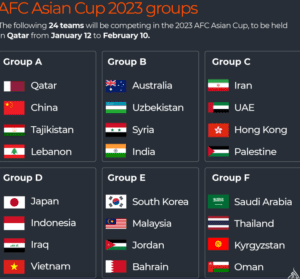 AFC Asian Cup 2023 groups
The following 24 teams will be competing in the 2023 AFC Asian Cup, to be held
in Qatar from January 12 to February 10.
Group A
Qatar
China
Tajikistan
Lebanon
Group B
Australia
Uzbekistan
Syria
India
Group C
Iran
UAE
Hong Kong
Palestine
Group D
Japan
Indonesia
Iraq
Vietnam
Group E
South Korea
Malaysia
Jordan
Bahrain
Group F
Saudi Arabia
Thailand
Kyrgyzstan
Oman